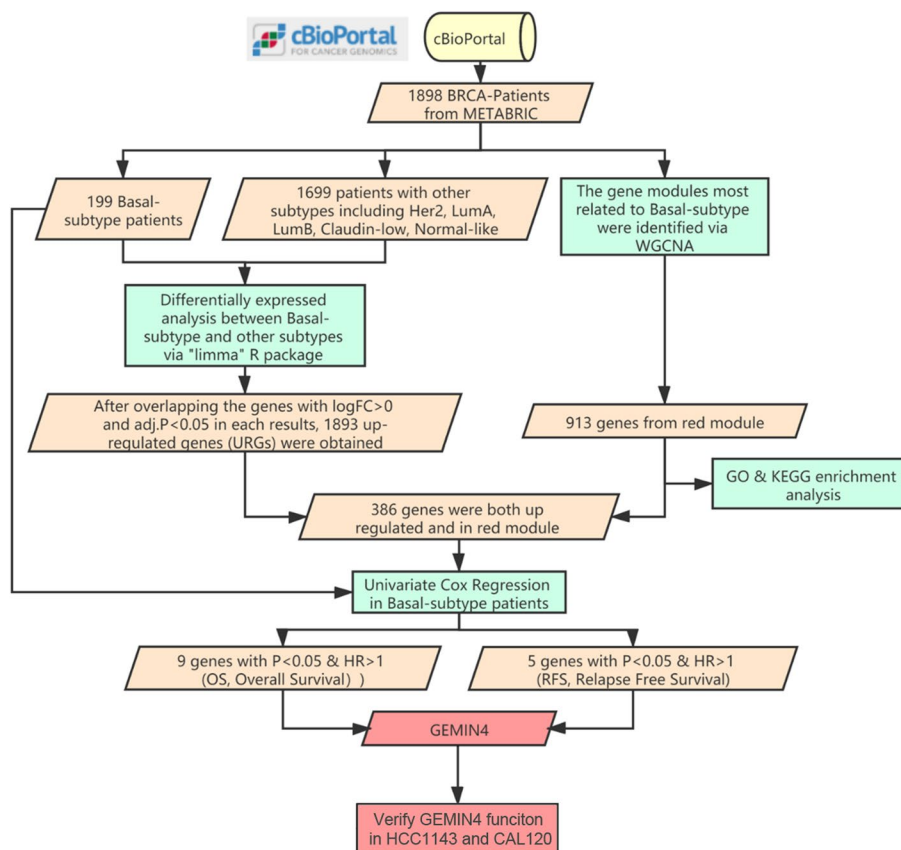 cBioPortal
FOR CANCER GENOMICS
cBioPortal
1898 BRCA-Patients
from METABRIC
199 Basal-
subtype patients
1699 patients with other
subtypes including Her2, LumA,
LumB, Claudin-low, Normal-like
The gene modules most
related to Basal-subtype
were identified via
WGCNA
Differentially expressed
analysis between Basal-
subtype and other subtypes
via "limma" R package
After overlapping the genes with logFC>0
and adj.P<0.05 in each results, 1893 up-
regulated genes (URGs) were obtained
913 genes from red module
GO & KEGG enrichment
analysis
386 genes were both up
regulated and in red module
Univariate Cox Regression
in Basal-subtype patients
9 genes with P<0.05 & HR>1
(OS, Overall Survival））
5 genes with P<0.05 & HR>1
(RFS, Relapse Free Survival)
GEMIN4
Verify GEMIN4 funciton
in HCC1143 and CAL120